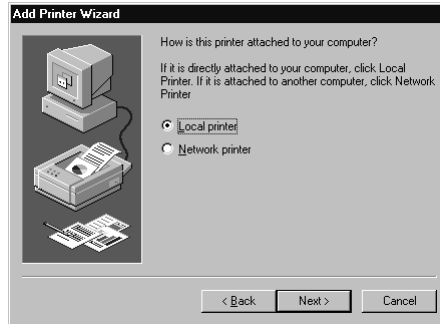 Add Printer Wizard
How is this printer attached to your computer?
If it is directly attached to your computer, click Local
Printer. If it is attached to another computer, click Network
Printer
Local printer
Network printer
< Back
Next >
Cancel